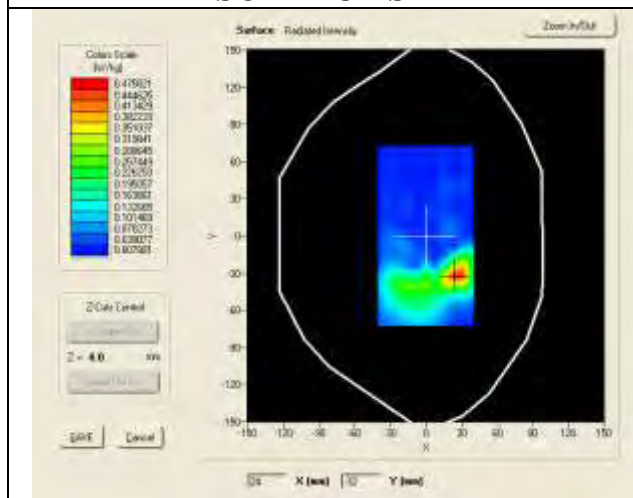 Surface Radiated Intensity
Zoom In/Out
Colors Scale
(W/kg)
0.475821
0.444625
0.413429
0.382233
0.351037
0.319841
0.288645
0.257449
0.226253
0.195057
0.163861
0.132665
0.101469
0.070273
0.039077
0.007881
150
120
90
60
30
0
-30
-60
-90
-120
-150
Y
-150 -120 -90 -60 -30 0 30 60 90 120 150
X
Z Cuts Control
Z = 4.0 mm
SAVE Cancel
X (mm) Y (mm)